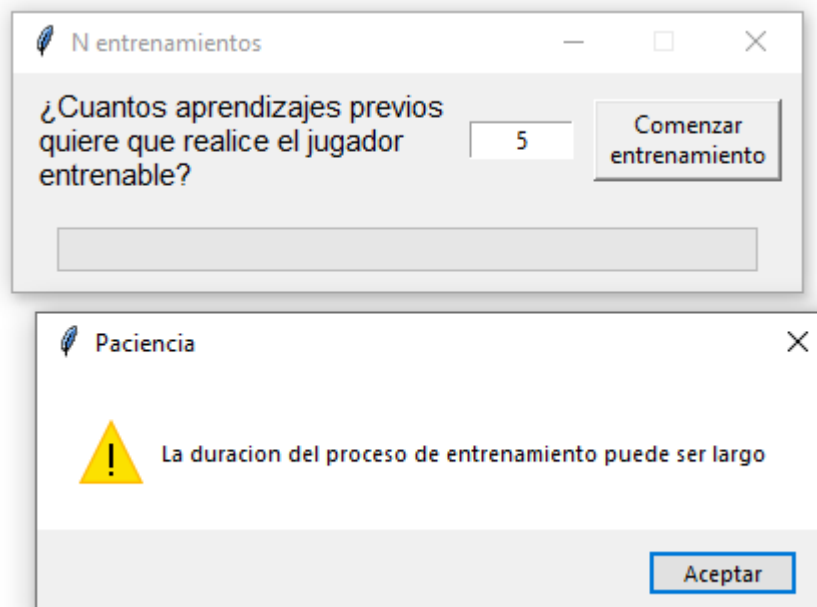 N entrenamientos
¿Cuantos aprendizajes previos
quiere que realice el jugador
entrenable?
5
Comenzar
entrenamiento
Paciencia
La duracion del proceso de entrenamiento puede ser largo
Aceptar